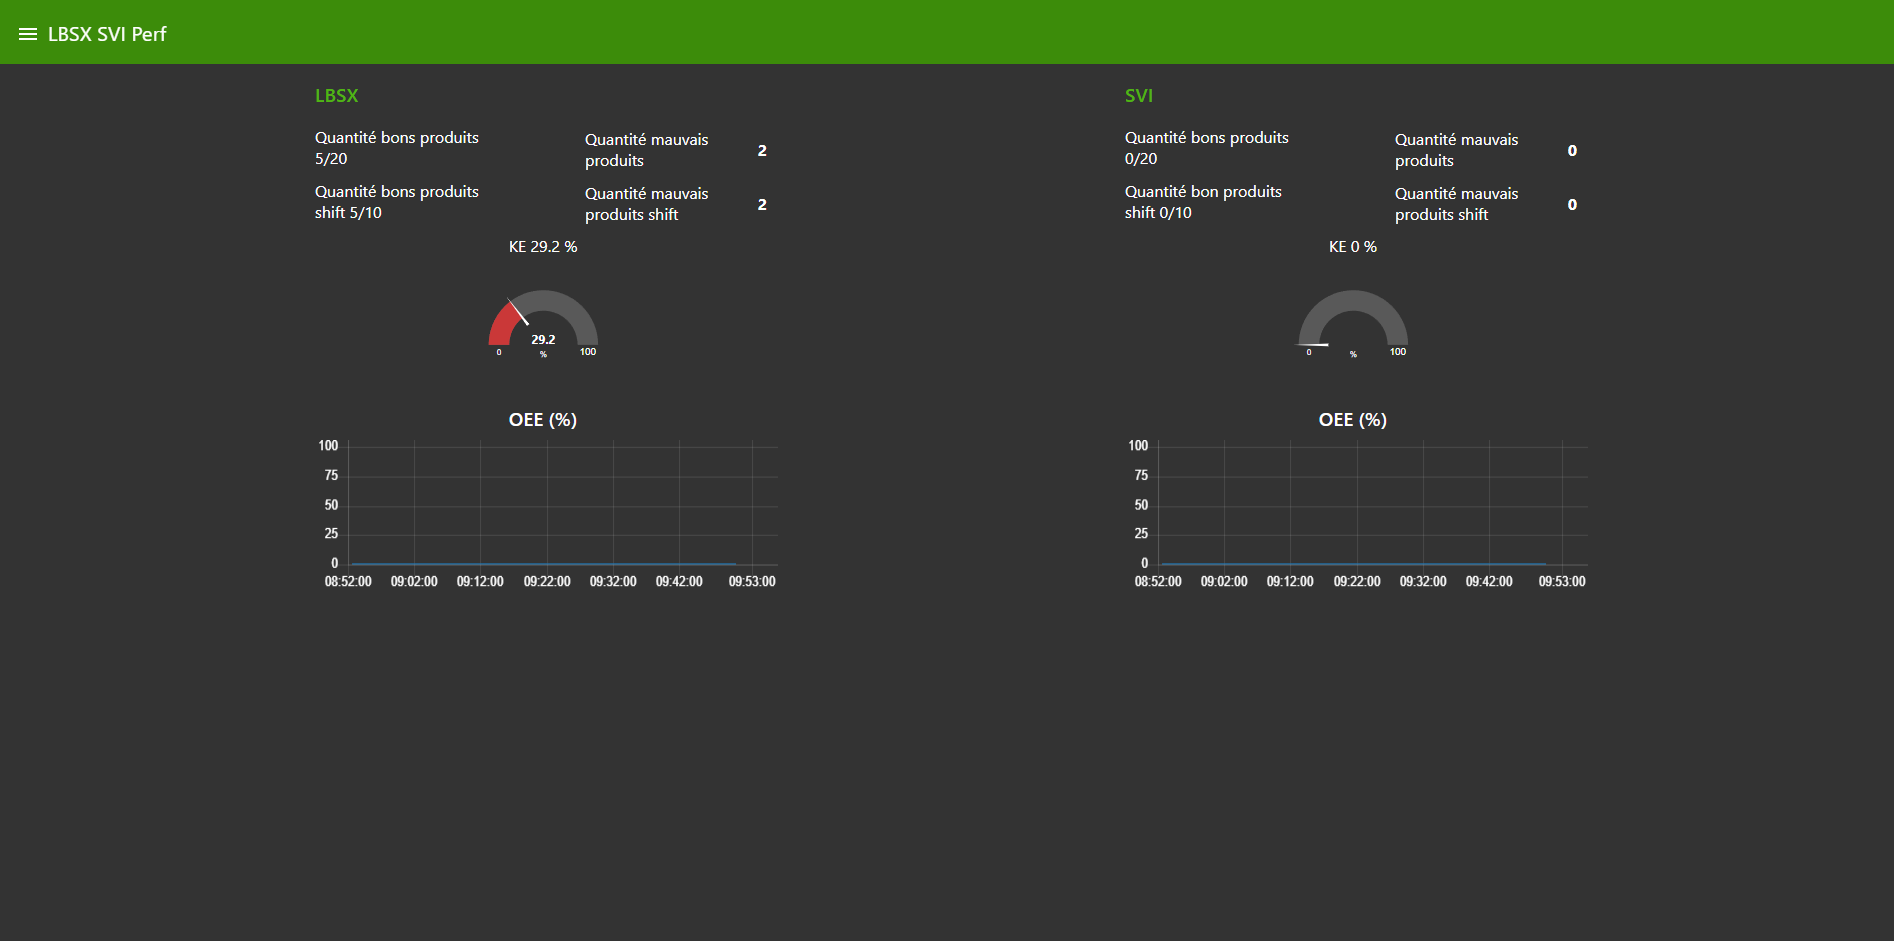 LBSX SVI Perf
LBSX
Quantité bons produits
5/20
Quantité mauvais
produits
2
Quantité bons produits
shift 5/10
Quantité mauvais
produits shift
2
KE 29.2 %
29.2
0
%
100
OEE (%)
100
75
50
25
0
08:52:00 09:02:00 09:12:00 09:22:00 09:32:00 09:42:00 09:53:00
SVI
Quantité bons produits
0/20
Quantité mauvais
produits
0
Quantité bon produits
shift 0/10
Quantité mauvais
produits shift
0
KE 0 %
0
%
100
OEE (%)
100
75
50
25
0
08:52:00 09:02:00 09:12:00 09:22:00 09:32:00 09:42:00 09:53:00